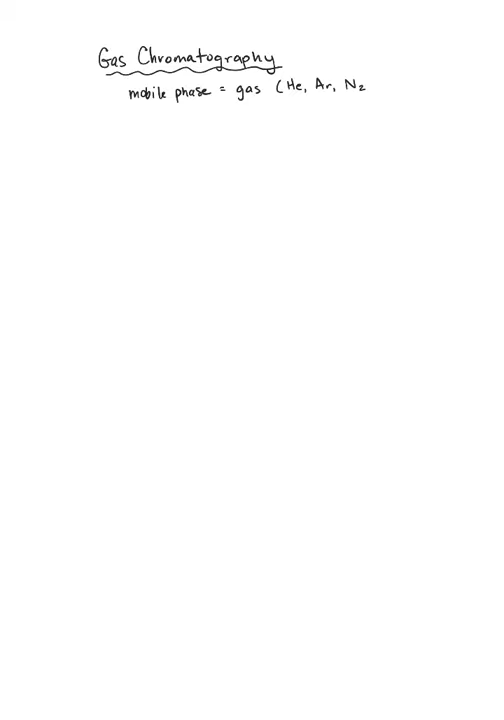 Gas Chromatography
mobile phase = gas (He, Ar, N₂